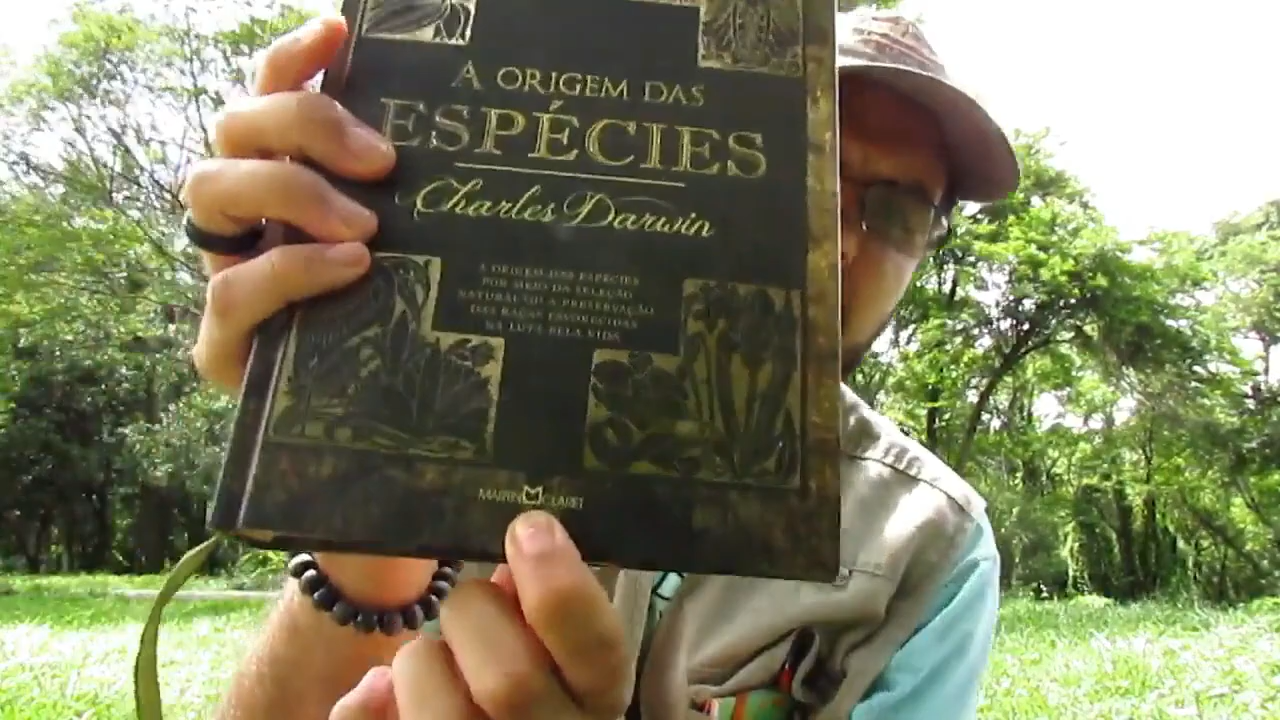 A ORIGEM DAS
ESPÉCIES
Charles Darwin
A ORIGEM DAS ESPÉCIES
POR MEIO DA SELEÇÃO
NATURAL OU A PRESERVAÇÃO
DAS RAÇAS FAVORECIDAS
NA LUTA PELA VIDA
MARTIN CLARET